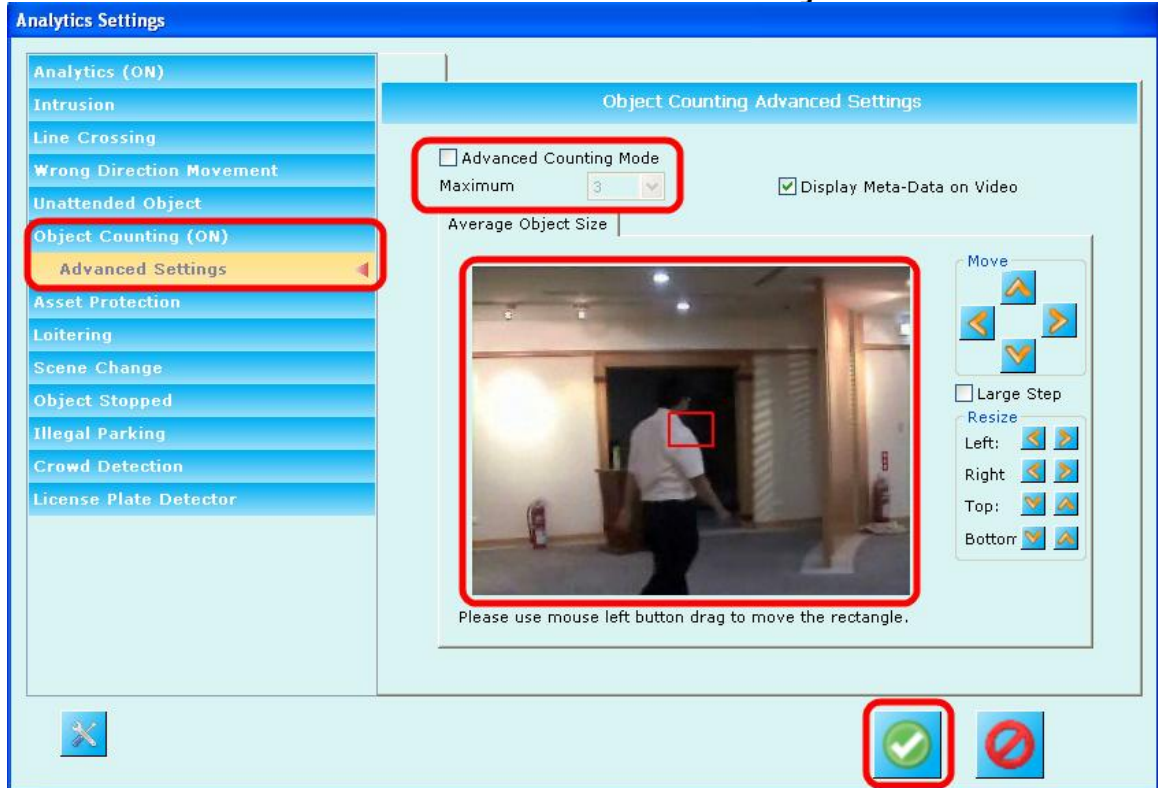 Analytics Settings
Analytics (ON)
Intrusion
Line Crossing
Wrong Direction Movement
Unattended Object
Object Counting (ON)
Advanced Settings
Asset Protection
Loitering
Scene Change
Object Stopped
Illegal Parking
Crowd Detection
License Plate Detector
Object Counting Advanced Settings
Advanced Counting Mode
Maximum 3
Display Meta-Data on Video
Average Object Size
Move
Large Step
Resize
Left:
Right
Top:
Bottom
Please use mouse left button drag to move the rectangle.